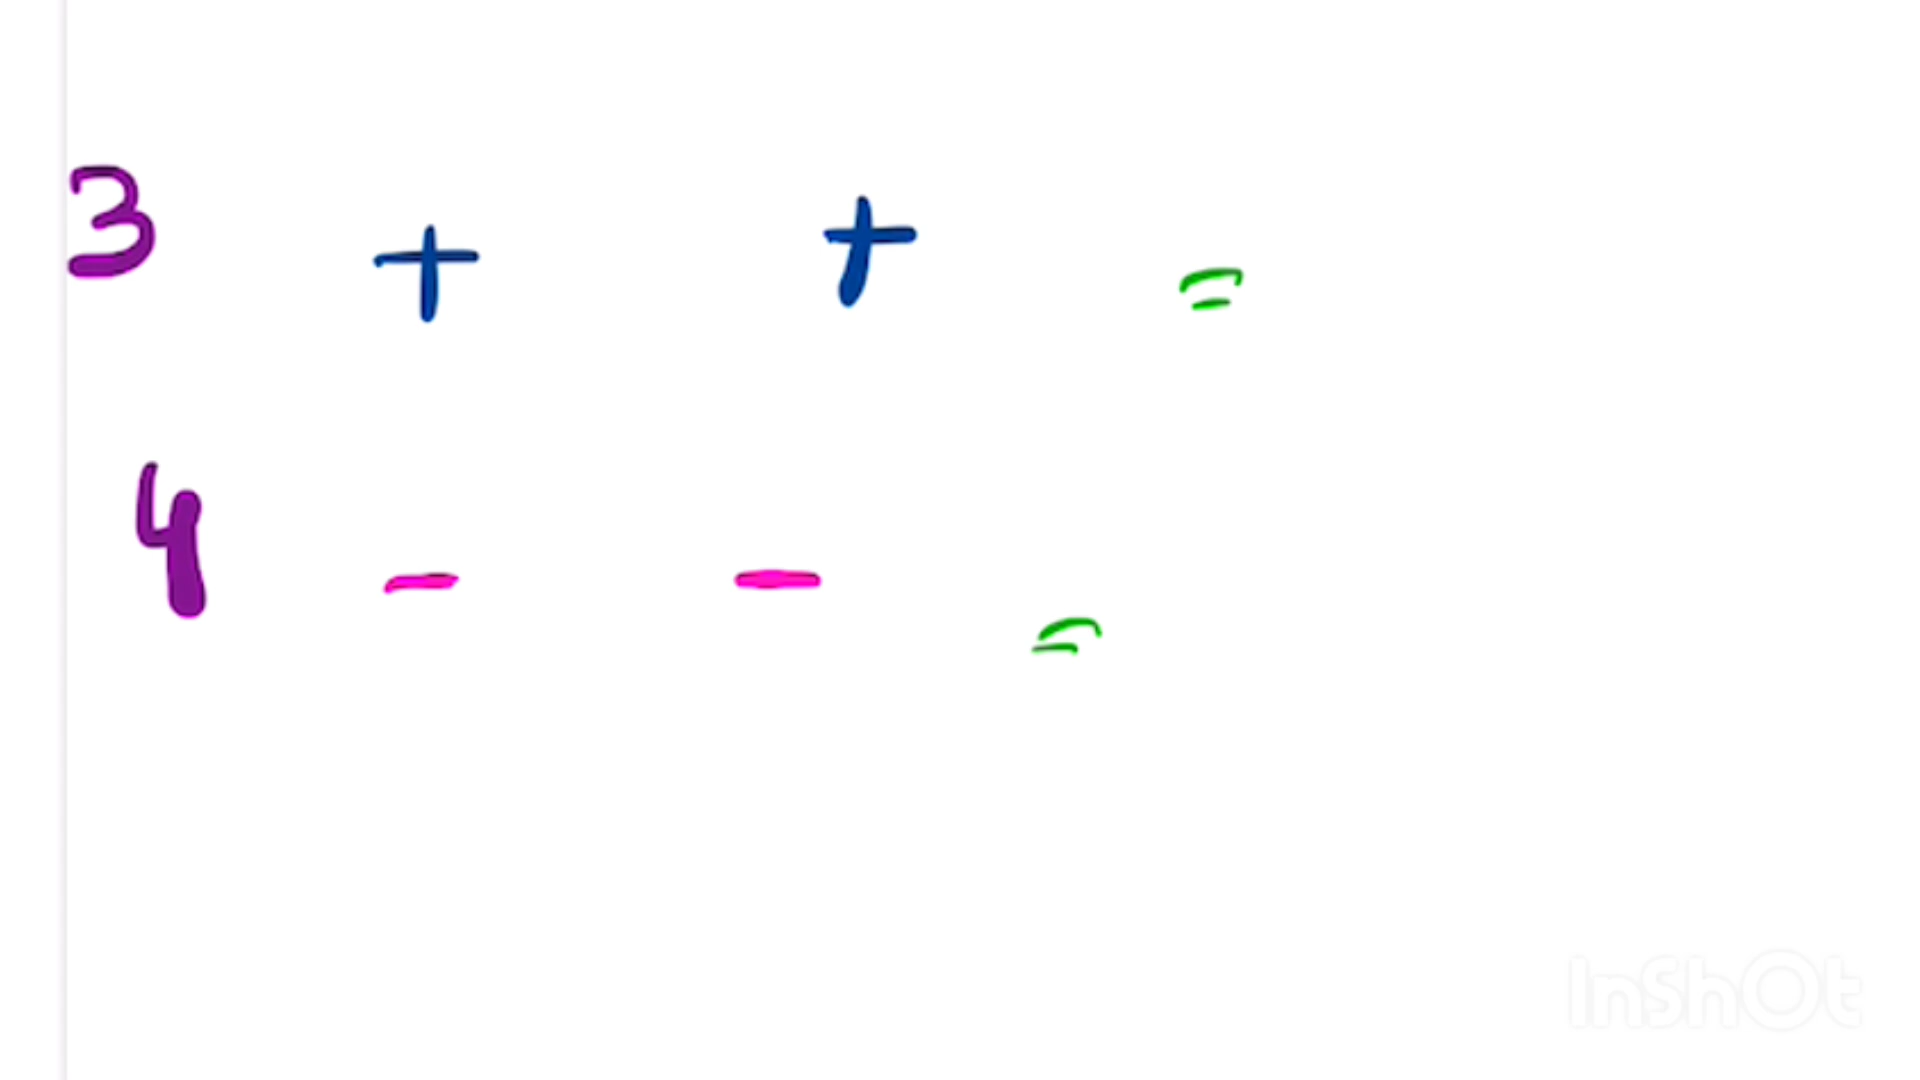 3 + + =
4 - - =
InShOt